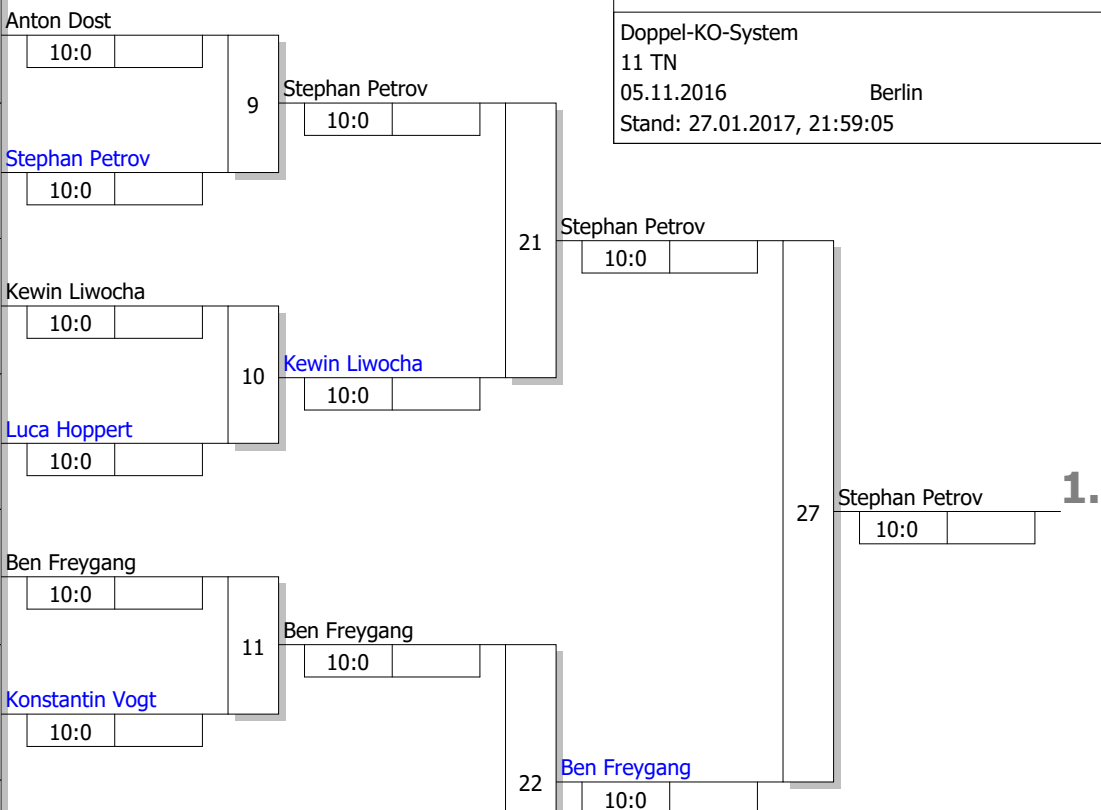 Anton Dost
10:0
Doppel-KO-System
11 TN
05.11.2016 Berlin
Stand: 27.01.2017, 21:59:05
9
Stephan Petrov
10:0
Stephan Petrov
10:0
21
Stephan Petrov
10:0
Kewin Liwocha
10:0
10
Kewin Liwocha
10:0
Luca Hoppert
10:0
27
Stephan Petrov
1.
10:0
Ben Freygang
10:0
11
Ben Freygang
10:0
Konstantin Vogt
10:0
22
Ben Freygang
10:0